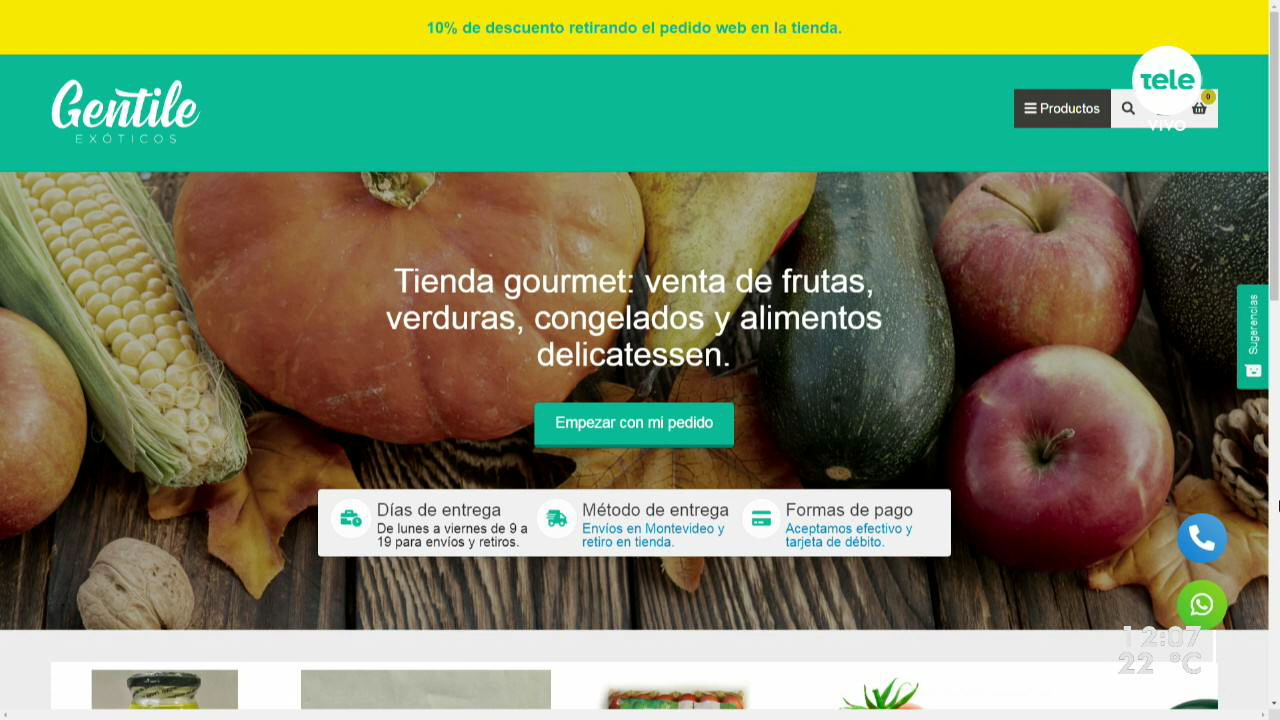 10% de descuento retirando el pedido web en la tienda.
Gentile
EXÓTICOS
Productos
0
tele
VIVO
Tienda gourmet: venta de frutas,
verduras, congelados y alimentos
delicatessen.
Sugerencias
Empezar con mi pedido
Días de entrega
De lunes a viernes de 9 a
19 para envíos y retiros.
Método de entrega
Envíos en Montevideo y
retiro en tienda.
Formas de pago
Aceptamos efectivo y
tarjeta de débito.
12:07
22 °C